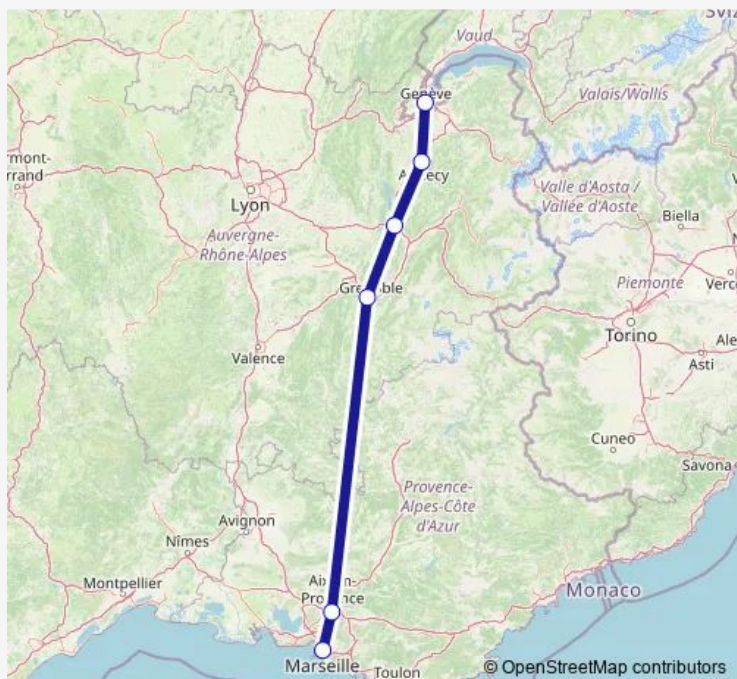 Sviz
Vaud
Genève
Valais/Wallis
rmont-
rrand
Annecy
Lyon
Valle d'Aosta /
Vallée d'Aoste
Biella
Auvergne-
Rhône-Alpes
Grenoble
Piemonte
Verc
Torino
Valence
Ale
Asti
Cuneo
Savona
Provence-
Alpes-Côte
d'Azur
Avignon
Nîmes
Aix-en-
Provence
Montpellier
Monaco
Marseille
Toulon
© OpenStreetMap contributors